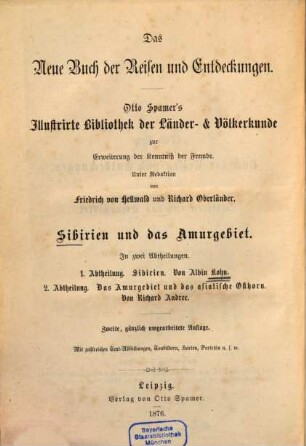 Das
Neue Buch der Reisen und Entdeckungen.
Otto Spamer's
Illustrirte Bibliothek der Länder- & Völkerkunde
zur
Erweiterung der Kenntniß der Fremde.
Unter Redaktion
von
Friedrich von Hellwald und Richard Oberländer,
Sibirien und das Amurgebiet.
In zwei Abtheilungen.
1. Abtheilung. Sibirien. Von Albin Kohn.
2. Abtheilung. Das Amurgebiet und das asiatische Osthorn.
Von Richard Andree.
Zweite, gänzlich umgearbeitete Auflage.
Mit zahlreichen Text-Abbildungen, Tonbildern, Karten, Porträts u. s. w.
Leipzig.
Verlag von Otto Spamer.
1876.
Bayerische
Staatsbibliothek
München